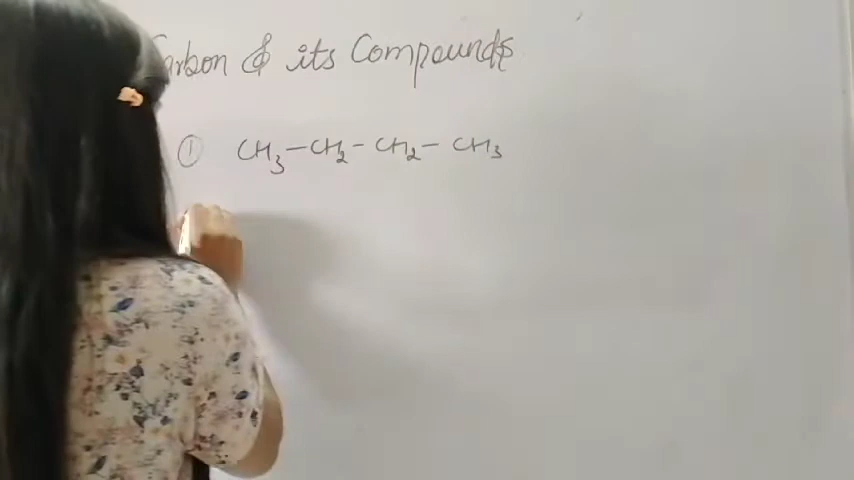 Carbon & its Compounds
① CH₃-CH₂-CH₂-CH₃